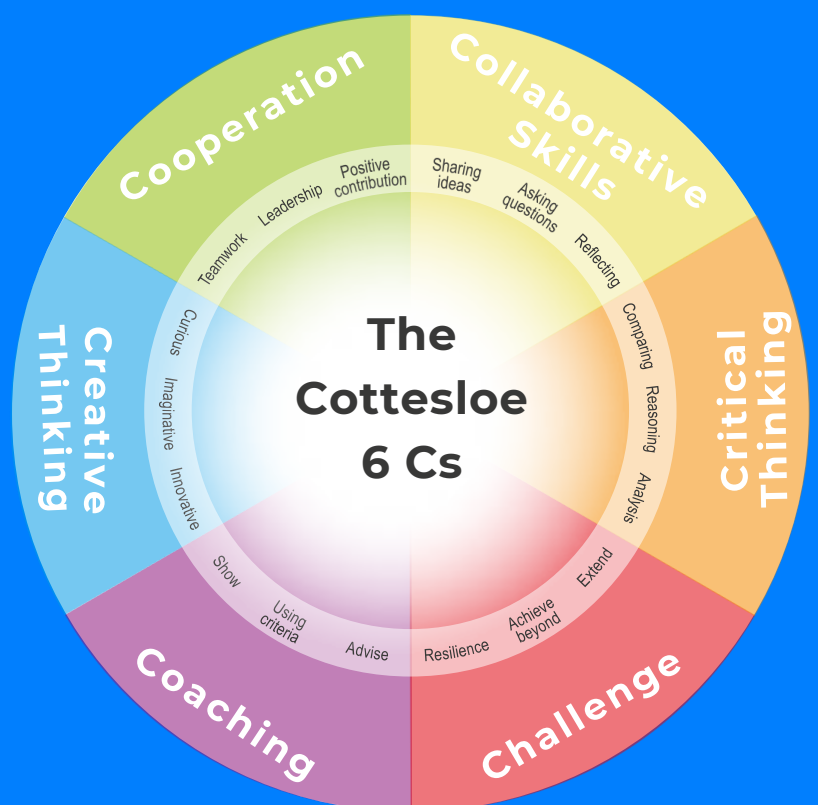 The
Cottesloe
6 Cs
Cooperation
Teamwork
Leadership
Positive
contribution
Collaborative
Skills
Sharing
ideas
Asking
questions
Reflecting
Critical
Thinking
Comparing
Reasoning
Analysis
Challenge
Extend
Achieve
beyond
Resilience
Coaching
Advise
Using
criteria
Show
Creative
Thinking
Innovative
Imaginative
Curious